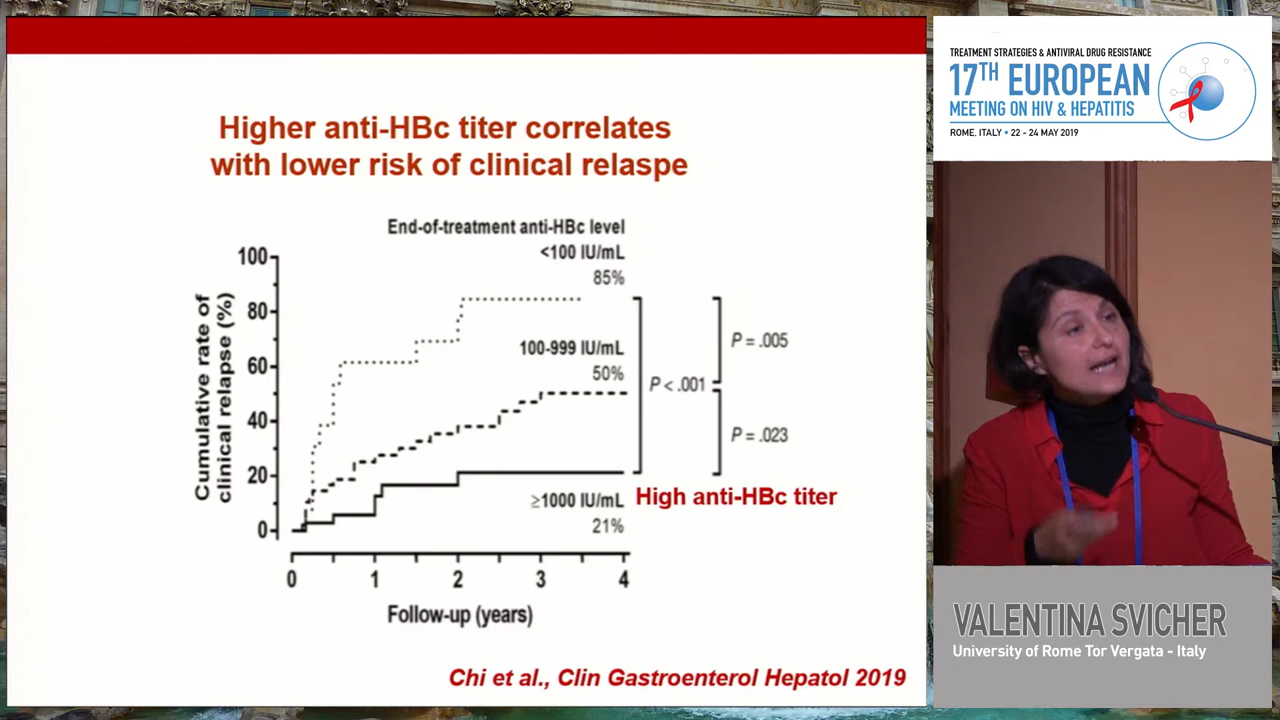 Higher anti-HBc titer correlates
with lower risk of clinical relaspe
End-of-treatment anti-HBc level
<100 IU/mL
85%
100-999 IU/mL
50%
≥1000 IU/mL
21%
P < .001
P = .005
P = .023
High anti-HBc titer
Cumulative rate of
clinical relapse (%)
100
80
60
40
20
0
0 1 2 3 4
Follow-up (years)
Chi et al., Clin Gastroenterol Hepatol 2019
TREATMENT STRATEGIES & ANTIVIRAL DRUG RESISTANCE
17TH EUROPEAN
MEETING ON HIV & HEPATITIS
ROME, ITALY • 22 - 24 MAY 2019
VALENTINA SVICHER
University of Rome Tor Vergata - Italy